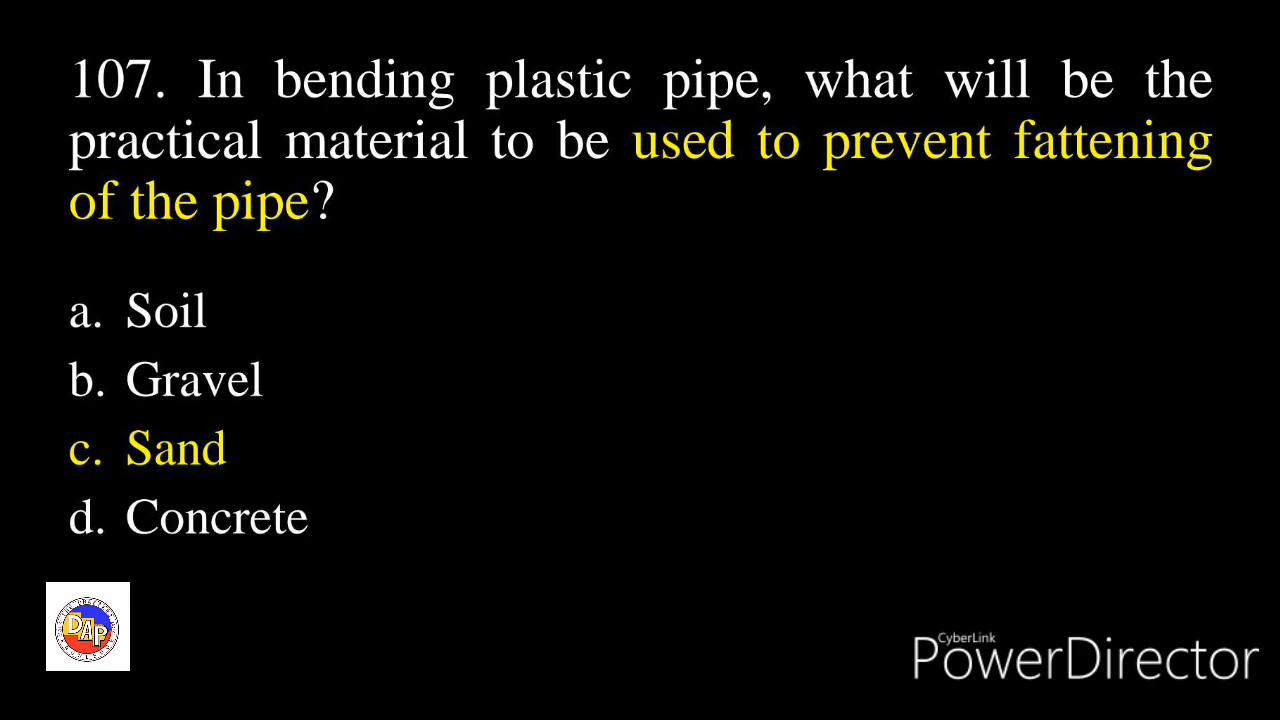 107. In bending plastic pipe, what will be the
practical material to be used to prevent fattening
of the pipe?
a. Soil
b. Gravel
c. Sand
d. Concrete
DAP
CyberLink
PowerDirector